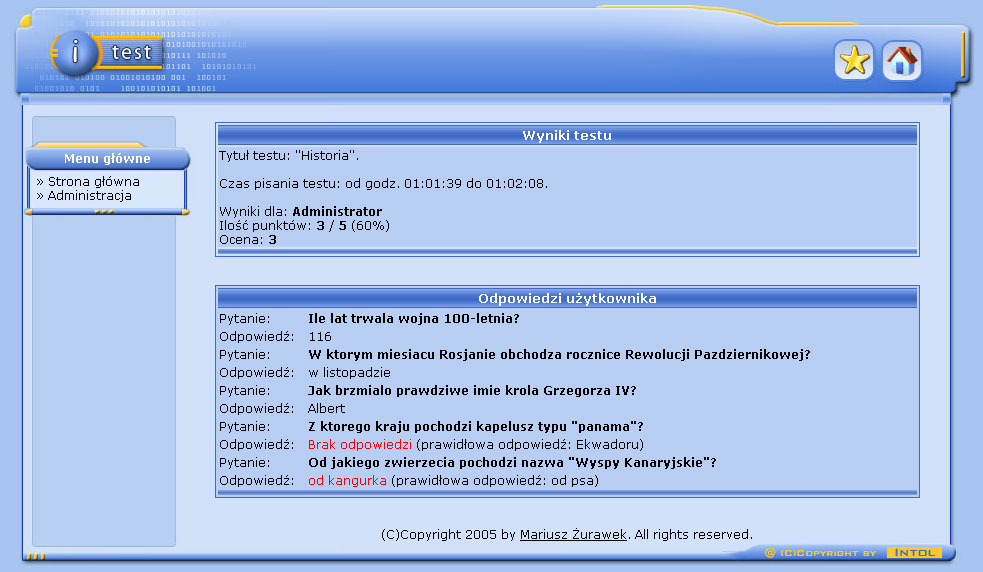 i test
Wyniki testu
Menu główne
» Strona główna
» Administracja
Tytuł testu: "Historia".
Czas pisania testu: od godz. 01:01:39 do 01:02:08.
Wyniki dla: Administrator
Ilość punktów: 3 / 5 (60%)
Ocena: 3
Odpowiedzi użytkownika
Pytanie: Ile lat trwala wojna 100-letnia?
Odpowiedź: 116
Pytanie: W ktorym miesiacu Rosjanie obchodza rocznice Rewolucji Pazdziernikowej?
Odpowiedź: w listopadzie
Pytanie: Jak brzmialo prawdziwe imie krola Grzegorza IV?
Odpowiedź: Albert
Pytanie: Z ktorego kraju pochodzi kapelusz typu "panama"?
Odpowiedź: Brak odpowiedzi (prawidłowa odpowiedź: Ekwadoru)
Pytanie: Od jakiego zwierzecia pochodzi nazwa "Wyspy Kanaryjskie"?
Odpowiedź: od kangurka (prawidłowa odpowiedź: od psa)
(C)Copyright 2005 by Mariusz Żurawek. All rights reserved.
@ (C)Copyright by Intol